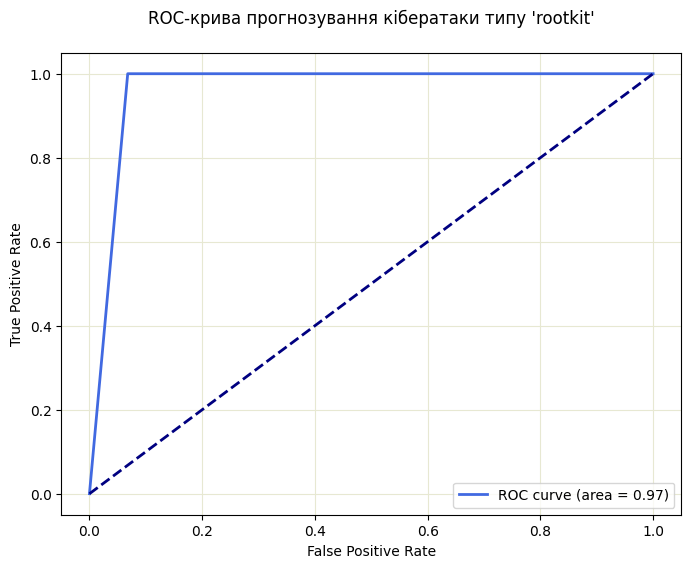 ROC-крива прогнозування кібератаки типу 'rootkit'
1.0
0.8
0.6
0.4
0.2
0.0
True Positive Rate
ROC curve (area = 0.97)
0.0 0.2 0.4 0.6 0.8 1.0
False Positive Rate